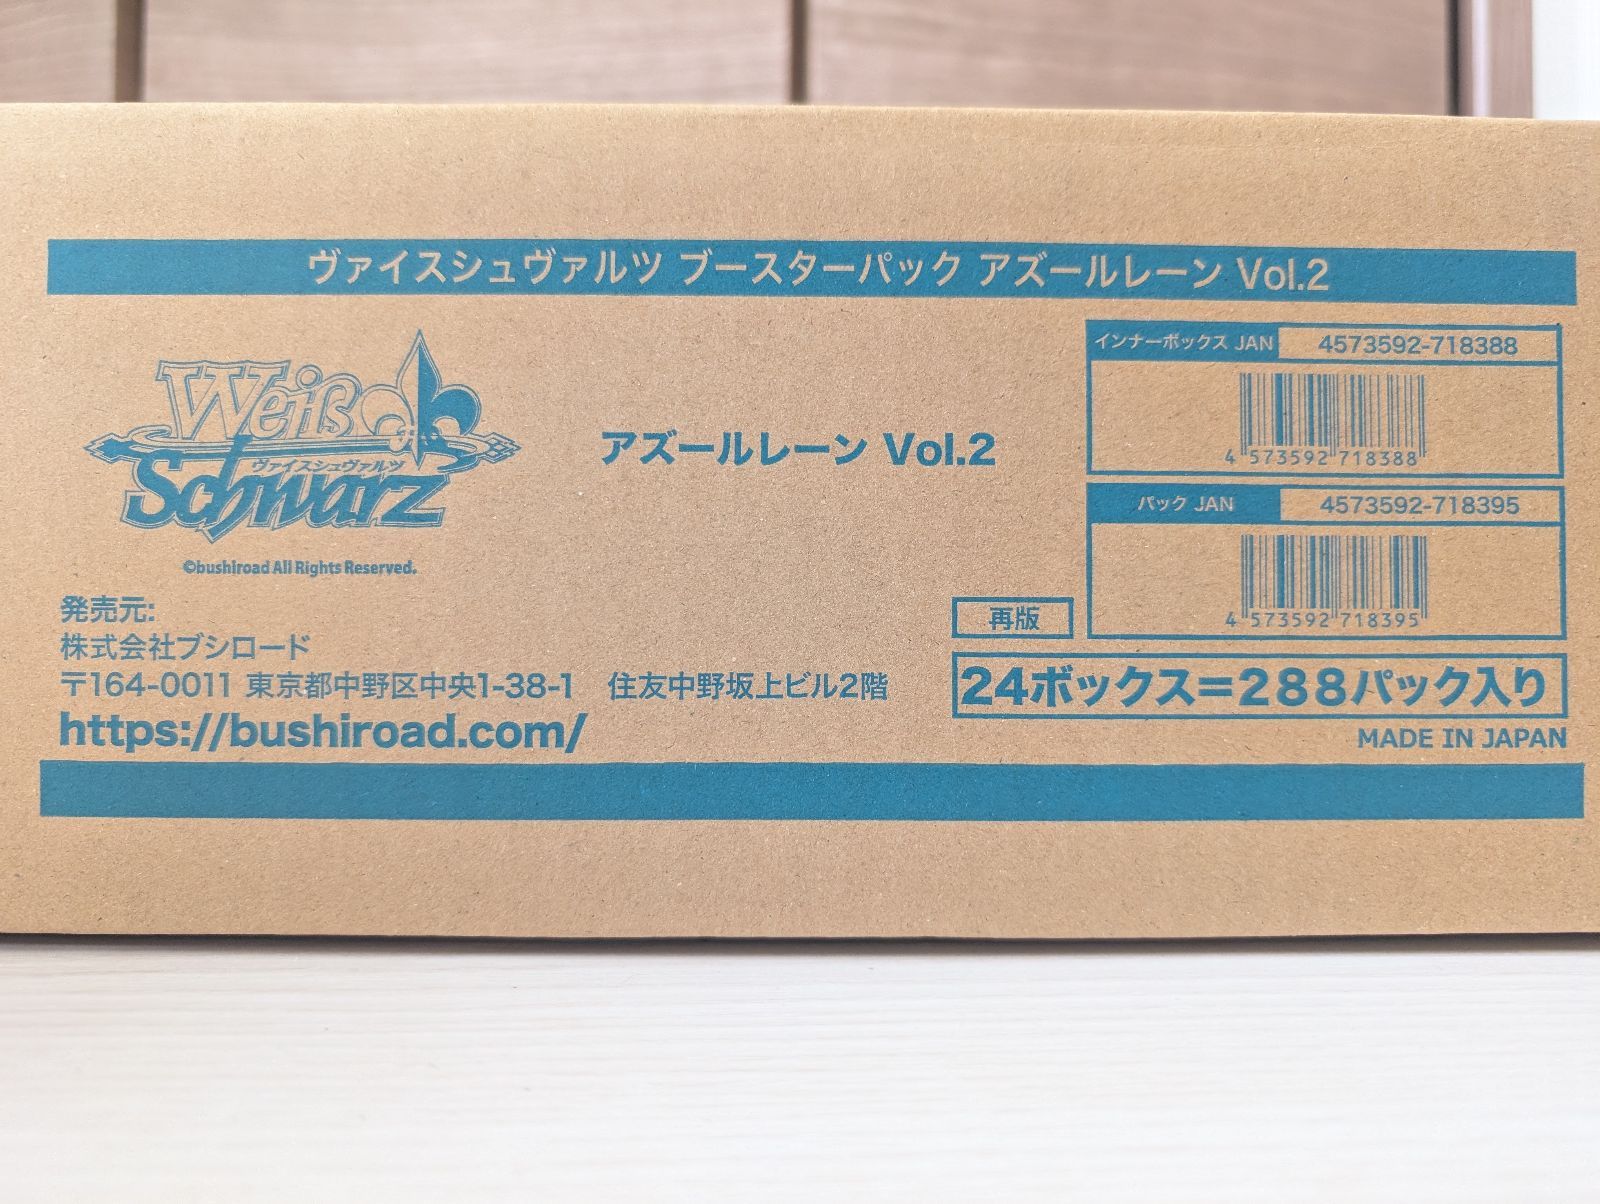 ヴァイスシュヴァルツ ブースターパック アズールレーン Vol.2
Weiß
ヴァイスシュヴァルツ
Schwarz
©bushiroad All Rights Reserved.
アズールレーン Vol.2
インナーボックス JAN 4573592-718388
4 573592 718388
パック JAN 4573592-718395
4 573592 718395
発売元:
株式会社ブシロード
〒164-0011 東京都中野区中央1-38-1 住友中野坂上ビル2階
https://bushiroad.com/
再版
24ボックス=288パック入り
MADE IN JAPAN